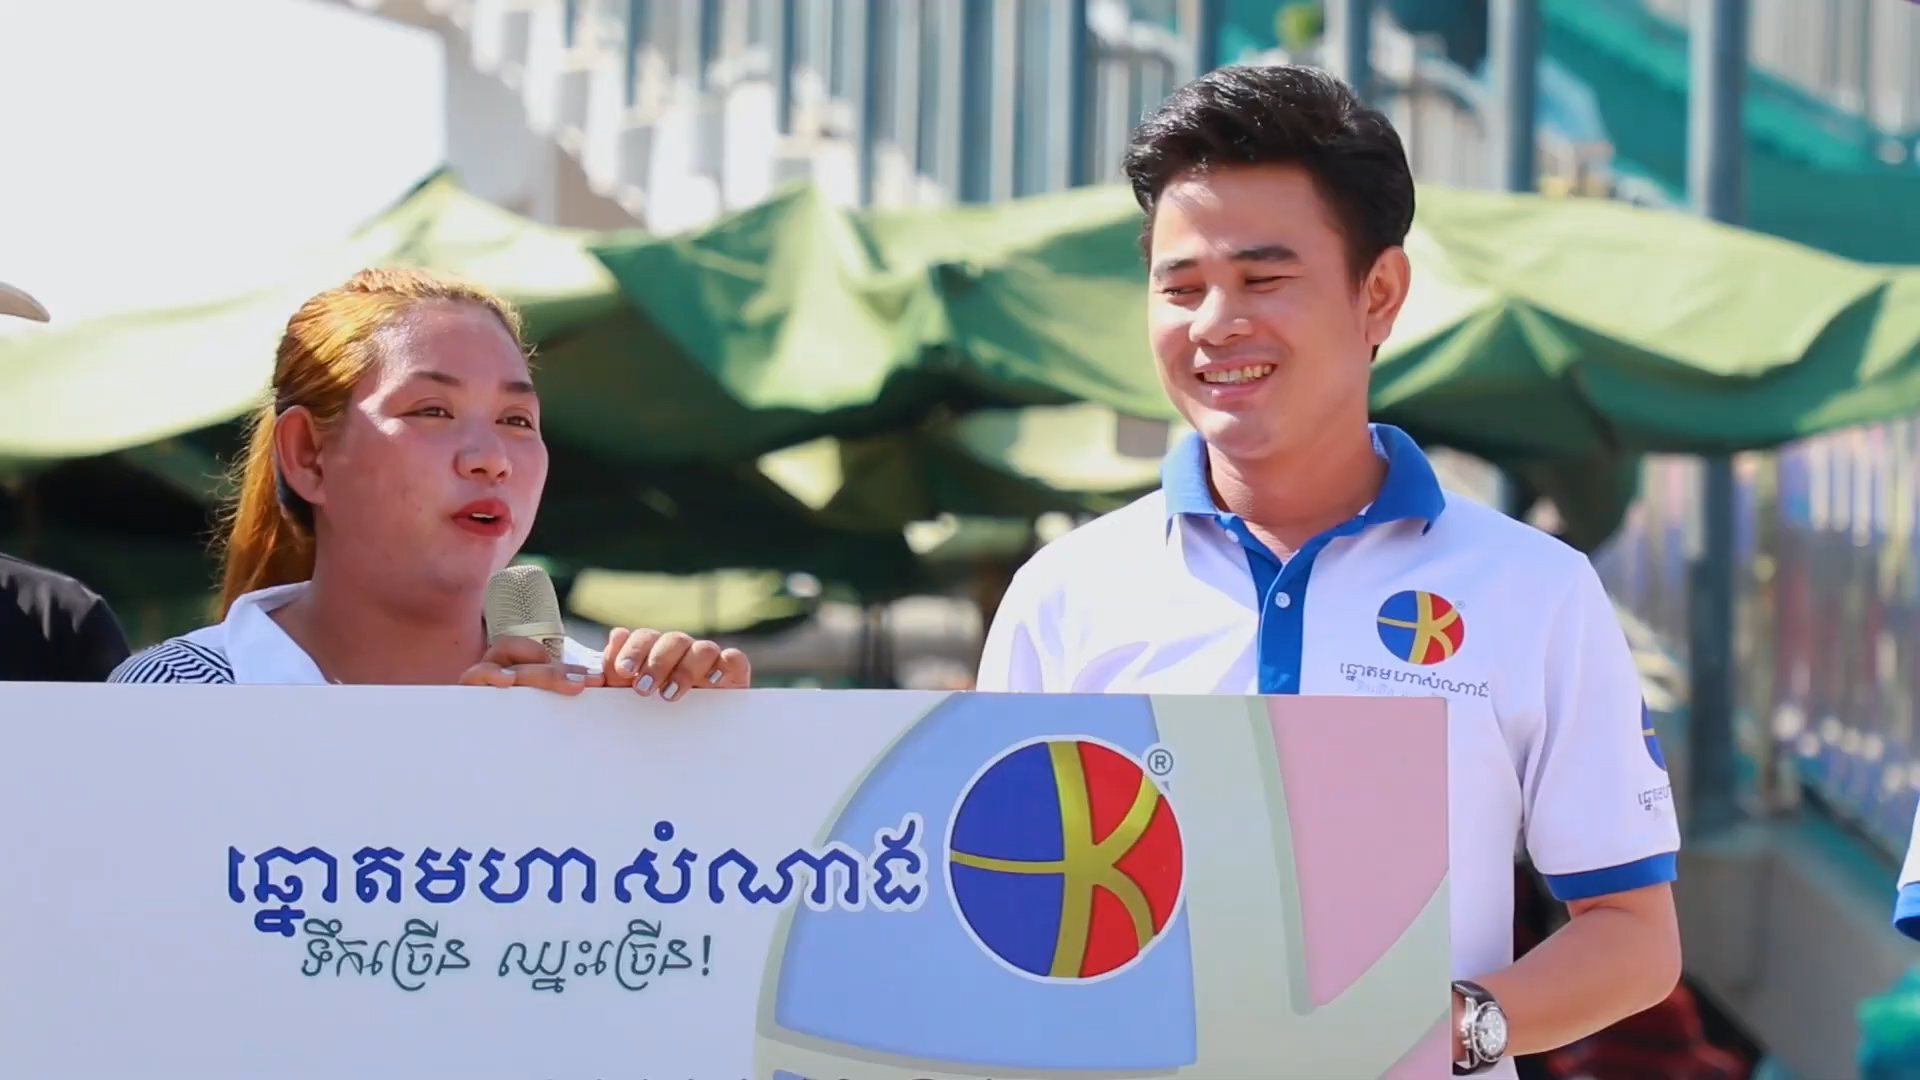 ឆ្នោតមហាសំណាង
ឆ្នោតមហាសំណាង ®
ទឹកច្រើន ឈ្នះច្រើន!